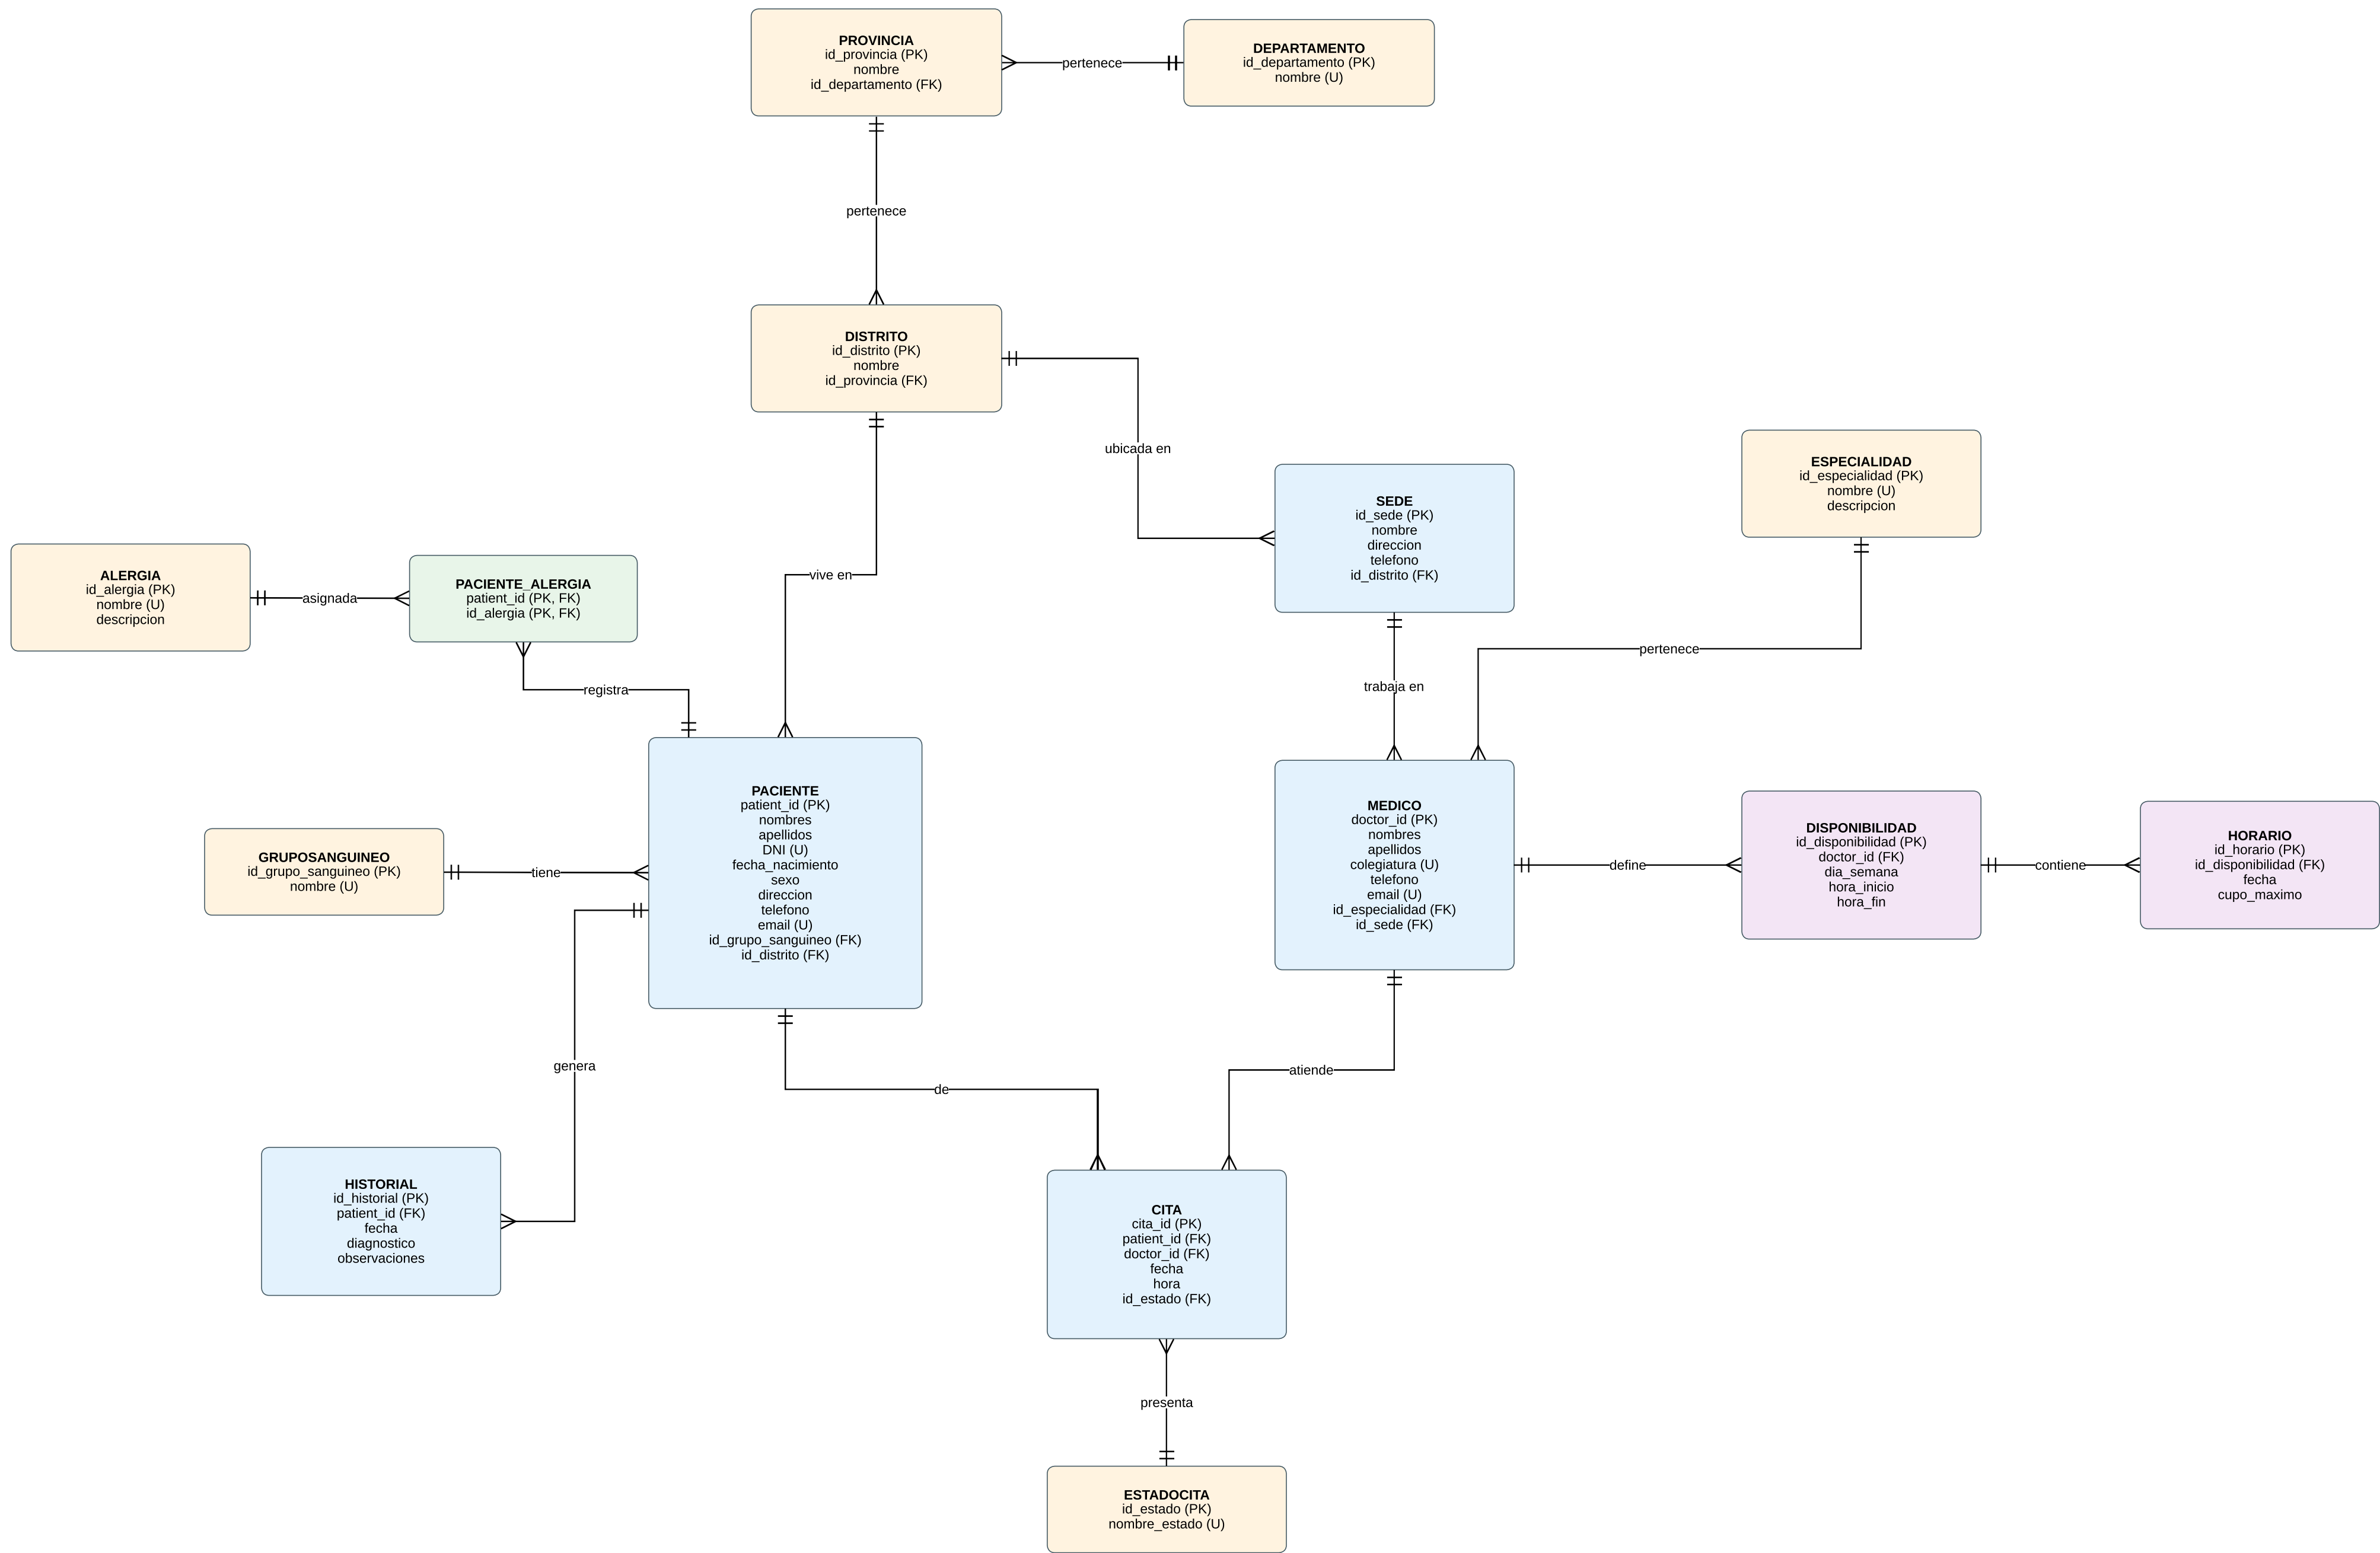 PROVINCIA
id_provincia (PK)
nombre
id_departamento (FK)
pertenece
DEPARTAMENTO
id_departamento (PK)
nombre (U)
pertenece
DISTRITO
id_distrito (PK)
nombre
id_provincia (FK)
ubicada en
vive en
SEDE
id_sede (PK)
nombre
direccion
telefono
id_distrito (FK)
ESPECIALIDAD
id_especialidad (PK)
nombre (U)
descripcion
ALERGIA
id_alergia (PK)
nombre (U)
descripcion
asignada
PACIENTE_ALERGIA
patient_id (PK, FK)
id_alergia (PK, FK)
registra
trabaja en
pertenece
GRUPOSANGUINEO
id_grupo_sanguineo (PK)
nombre (U)
tiene
PACIENTE
patient_id (PK)
nombres
apellidos
DNI (U)
fecha_nacimiento
sexo
direccion
telefono
email (U)
id_grupo_sanguineo (FK)
id_distrito (FK)
MEDICO
doctor_id (PK)
nombres
apellidos
colegiatura (U)
telefono
email (U)
id_especialidad (FK)
id_sede (FK)
define
DISPONIBILIDAD
id_disponibilidad (PK)
doctor_id (FK)
dia_semana
hora_inicio
hora_fin
contiene
HORARIO
id_horario (PK)
id_disponibilidad (FK)
fecha
cupo_maximo
genera
de
atiende
HISTORIAL
id_historial (PK)
patient_id (FK)
fecha
diagnostico
observaciones
CITA
cita_id (PK)
patient_id (FK)
doctor_id (FK)
fecha
hora
id_estado (FK)
presenta
ESTADOCITA
id_estado (PK)
nombre_estado (U)